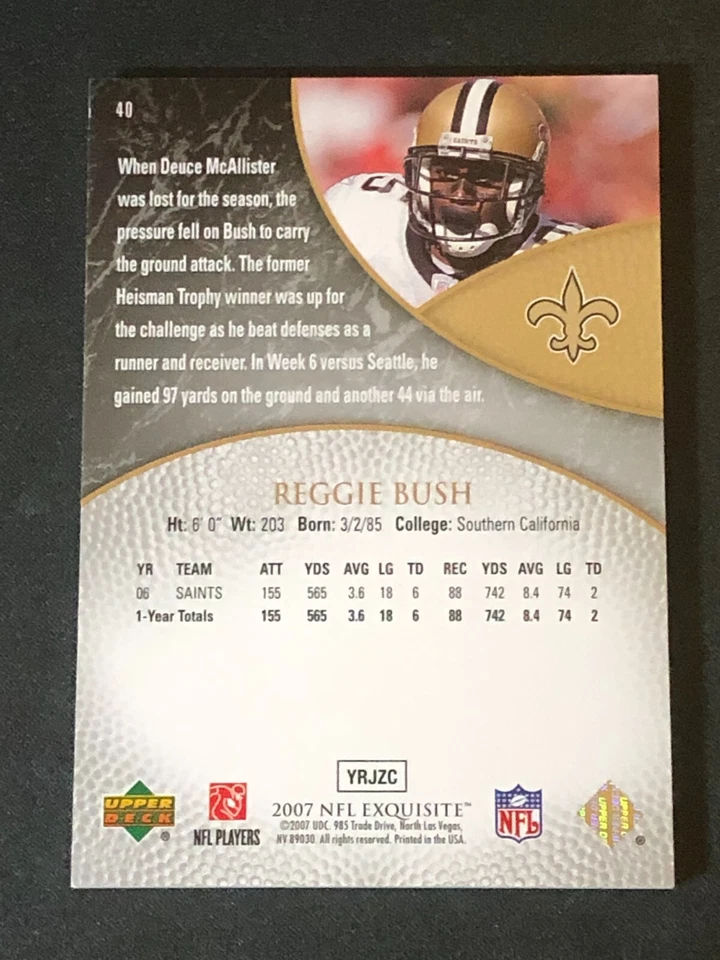 40
When Deuce McAllister
was lost for the season, the
pressure fell on Bush to carry
the ground attack. The former
Heisman Trophy winner was up for
the challenge as he beat defenses as a
runner and receiver. In Week 6 versus Seattle, he
gained 97 yards on the ground and another 44 via the air.
SAINTS
REGGIE BUSH
Ht: 6' 0" Wt: 203 Born: 3/2/85 College: Southern California
YR TEAM ATT YDS AVG LG TD REC YDS AVG LG TD
06 SAINTS 155 565 3.6 18 6 88 742 8.4 74 2
1-Year Totals 155 565 3.6 18 6 88 742 8.4 74 2
YRJZC
UPPER
DECK
®
NFL PLAYERS
2007 NFL EXQUISITE™
©2007 UDC. 985 Trade Drive, North Las Vegas,
NV 89030. All rights reserved. Printed in the USA.
NFL
®